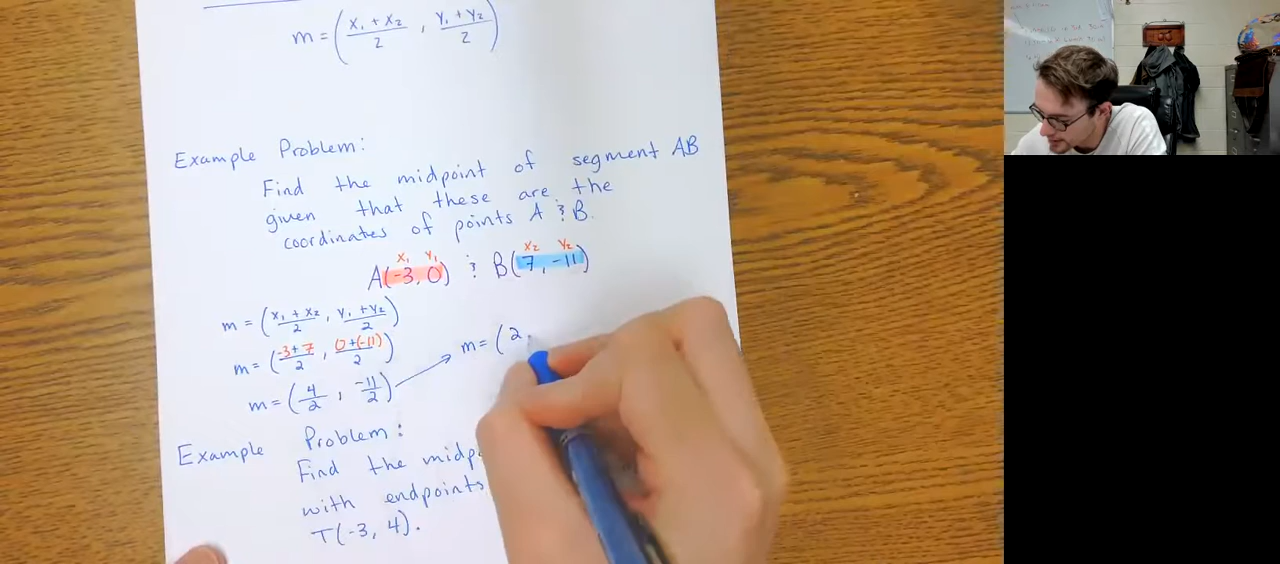 m = ( x₁ + x₂ / 2 , y₁ + y₂ / 2 )
Example Problem:
Find the midpoint of segment AB
given that these are the
coordinates of points A & B.
x₁ y₁ x₂ y₂
A(-3, 0) & B(7, -11)
m = ( x₁ + x₂ / 2 , y₁ + y₂ / 2 )
m = ( -3+7 / 2 , 0+(-11) / 2 )
m = ( 4 / 2 , -11 / 2 )
m = ( 2 ,
Example Problem:
Find the midp
with endpoints
T(-3, 4).